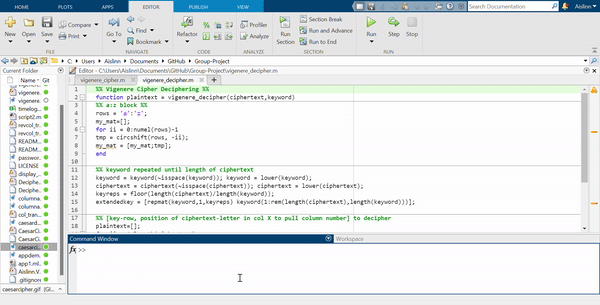 HOME PLOTS APPS EDITOR PUBLISH VIEW Search Documentation Aislinn
New Open Save Compare Print Go To Find Bookmark Refactor Profiler Analyze Run Section Section Break Run and Advance Run to End Run Step Stop
FILE NAVIGATE CODE ANALYZE SECTION RUN
C: Users Aislinn Documents GitHub Group-Project
Current Folder
Editor - C:\Users\Aislinn\Documents\GitHub\Group-Project\vigenere_decipher.m
Name Git
vigenere_cipher.m vigenere_decipher.m +
vigenere...
vigenere...
vigenere...
timelog...
script2.m
revcol_tr...
revcol_tr...
READM...
READM...
READM...
passwor...
LICENSE
display_...
Deciphe...
Deciphe...
columna...
columna...
col_tran...
caesard...
CaesarCi...
CaesarCi...
caesarci...
appdem...
app1.ml...
Aislinn.V...
.gitignore
caesarcipher.gif (GI...
1 %% Vigenere Cipher Deciphering %%
2 function plaintext = vigenere_decipher(ciphertext,keyword)
3 %% a:z block %%
4 rows = 'a':'z';
5 my_mat=[];
6 for ii = 0:numel(rows)-1
7 tmp = circshift(rows, -ii);
8 my_mat = [my_mat;tmp];
9 end
10
11 %% keyword repeated until length of ciphertext
12 keyword = keyword(~isspace(keyword)); keyword = lower(keyword);
13 ciphertext = ciphertext(~isspace(ciphertext)); ciphertext = lower(ciphertext);
14 keyreps = floor(length(ciphertext)/length(keyword));
15 extendedkey = [repmat(keyword,1,keyreps) keyword(1:rem(length(ciphertext),length(keyword)))];
16
17 %% [key-row, position of ciphertext-letter in col X to pull column number] to decipher
18 plaintext=[];
Command Window Workspace
fx >>